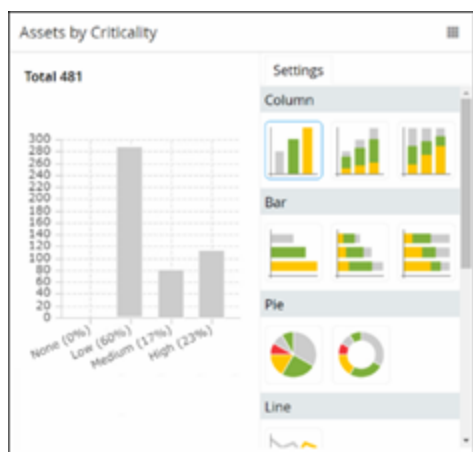 Assets by Criticality
Total 481
300
280
260
240
220
200
180
160
140
120
100
80
60
40
20
0
None (0%)
Low (60%)
Medium (17%)
High (23%)
Settings
Column
Bar
Pie
Line